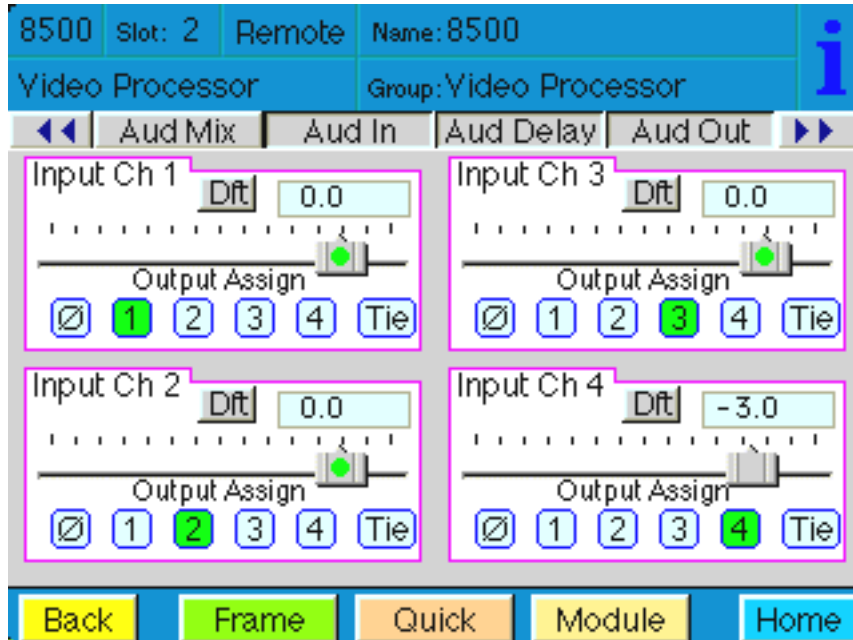 8500 Slot: 2 Remote Name: 8500 i
Video Processor Group: Video Processor
Aud Mix Aud In Aud Delay Aud Out
Input Ch 1 Dft 0.0
Output Assign
Ø 1 2 3 4 Tie
Input Ch 3 Dft 0.0
Output Assign
Ø 1 2 3 4 Tie
Input Ch 2 Dft 0.0
Output Assign
Ø 1 2 3 4 Tie
Input Ch 4 Dft -3.0
Output Assign
Ø 1 2 3 4 Tie
Back Frame Quick Module Home